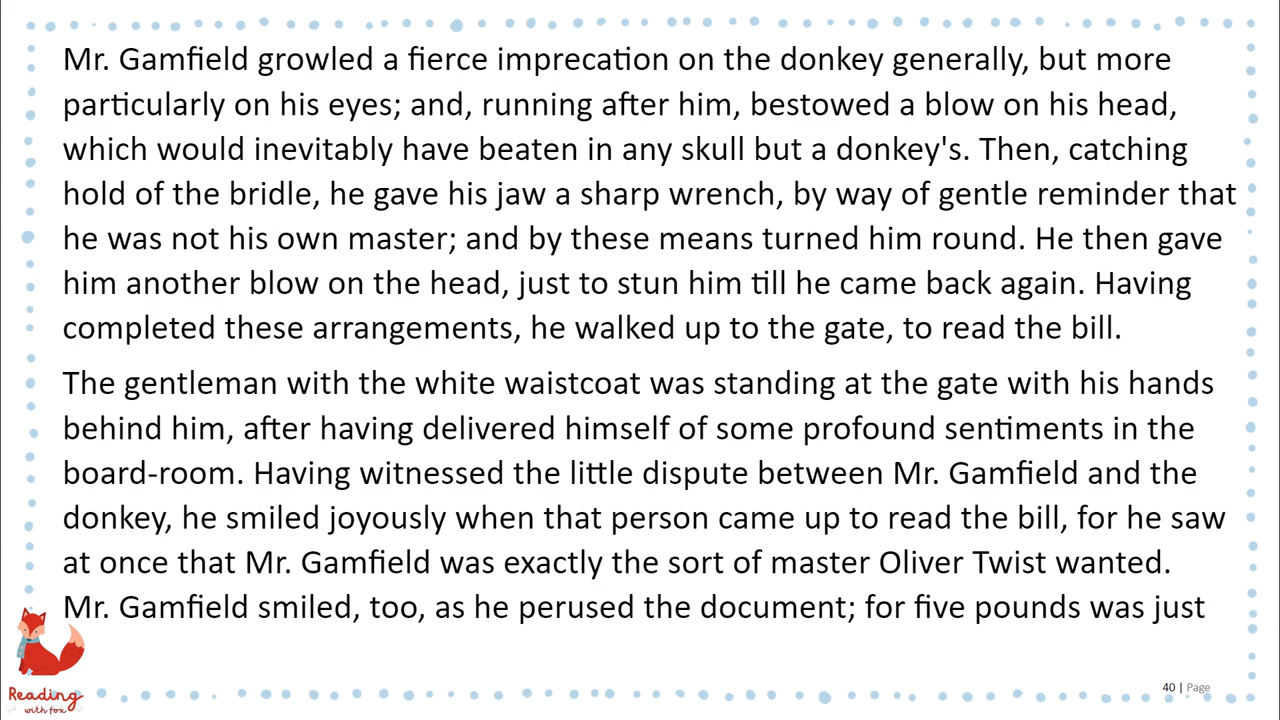 Mr. Gamfield growled a fierce imprecation on the donkey generally, but more
particularly on his eyes; and, running after him, bestowed a blow on his head,
which would inevitably have beaten in any skull but a donkey's. Then, catching
hold of the bridle, he gave his jaw a sharp wrench, by way of gentle reminder that
he was not his own master; and by these means turned him round. He then gave
him another blow on the head, just to stun him till he came back again. Having
completed these arrangements, he walked up to the gate, to read the bill.
The gentleman with the white waistcoat was standing at the gate with his hands
behind him, after having delivered himself of some profound sentiments in the
board-room. Having witnessed the little dispute between Mr. Gamfield and the
donkey, he smiled joyously when that person came up to read the bill, for he saw
at once that Mr. Gamfield was exactly the sort of master Oliver Twist wanted.
Mr. Gamfield smiled, too, as he perused the document; for five pounds was just
Reading
with fox
40 | Page